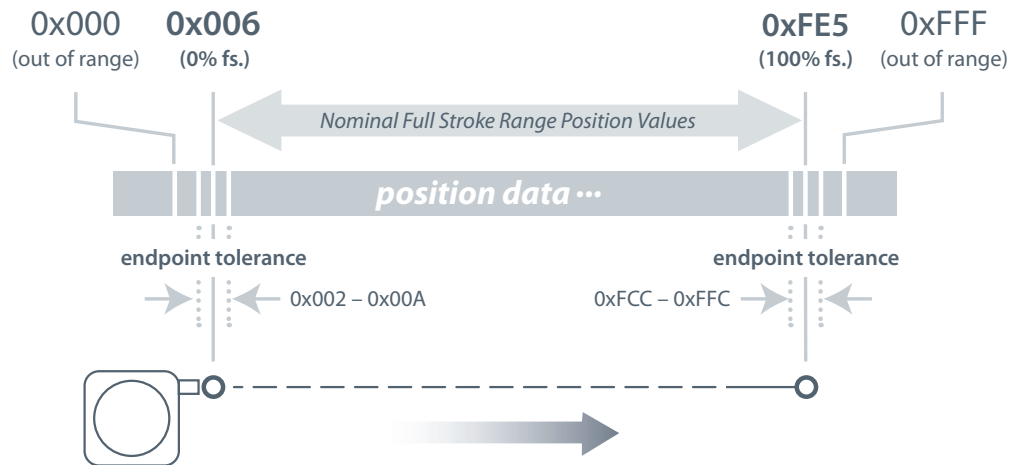 0x000
(out of range)
0x006
(0% fs.)
0xFE5
(100% fs.)
0xFFF
(out of range)
Nominal Full Stroke Range Position Values
position data ···
endpoint tolerance
endpoint tolerance
0x002 – 0x00A
0xFCC – 0xFFC